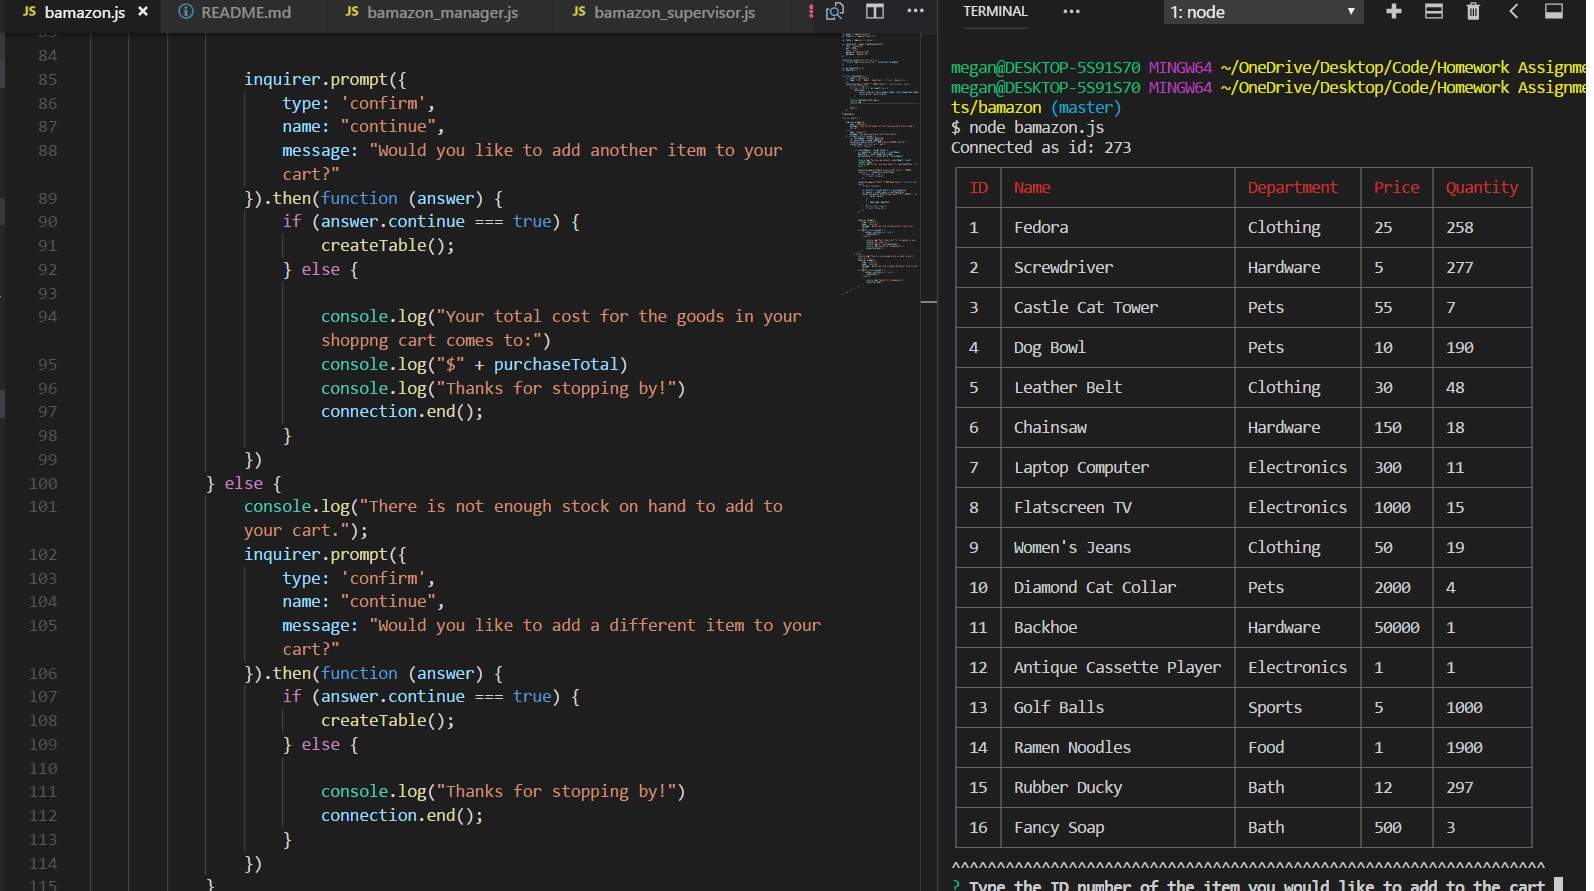 JS bamazon.js × README.md JS bamazon_manager.js JS bamazon_supervisor.js
84
85 inquirer.prompt({
86 type: 'confirm',
87 name: "continue",
88 message: "Would you like to add another item to your
cart?"
89 }).then(function (answer) {
90 if (answer.continue === true) {
91 createTable();
92 } else {
93
94 console.log("Your total cost for the goods in your
shoppng cart comes to:")
95 console.log("$" + purchaseTotal)
96 console.log("Thanks for stopping by!")
97 connection.end();
98 }
99 })
100 } else {
101 console.log("There is not enough stock on hand to add to
your cart.");
102 inquirer.prompt({
103 type: 'confirm',
104 name: "continue",
105 message: "Would you like to add a different item to your
cart?"
106 }).then(function (answer) {
107 if (answer.continue === true) {
108 createTable();
109 } else {
110
111 console.log("Thanks for stopping by!")
112 connection.end();
113 }
114 })
115 }
TERMINAL ••• 1: node
megan@DESKTOP-5S91S70 MINGW64 ~/OneDrive/Desktop/Code/Homework Assignme
megan@DESKTOP-5S91S70 MINGW64 ~/OneDrive/Desktop/Code/Homework Assignme
ts/bamazon (master)
$ node bamazon.js
Connected as id: 273
ID Name Department Price Quantity
1 Fedora Clothing 25 258
2 Screwdriver Hardware 5 277
3 Castle Cat Tower Pets 55 7
4 Dog Bowl Pets 10 190
5 Leather Belt Clothing 30 48
6 Chainsaw Hardware 150 18
7 Laptop Computer Electronics 300 11
8 Flatscreen TV Electronics 1000 15
9 Women's Jeans Clothing 50 19
10 Diamond Cat Collar Pets 2000 4
11 Backhoe Hardware 50000 1
12 Antique Cassette Player Electronics 1 1
13 Golf Balls Sports 5 1000
14 Ramen Noodles Food 1 1900
15 Rubber Ducky Bath 12 297
16 Fancy Soap Bath 500 3
^^^^^^^^^^^^^^^^^^^^^^^^^^^^^^^^^^^^^^^^^^^^^^^^^^^^^^^^^^^^^^^^^^
? Type the ID number of the item you would like to add to the cart